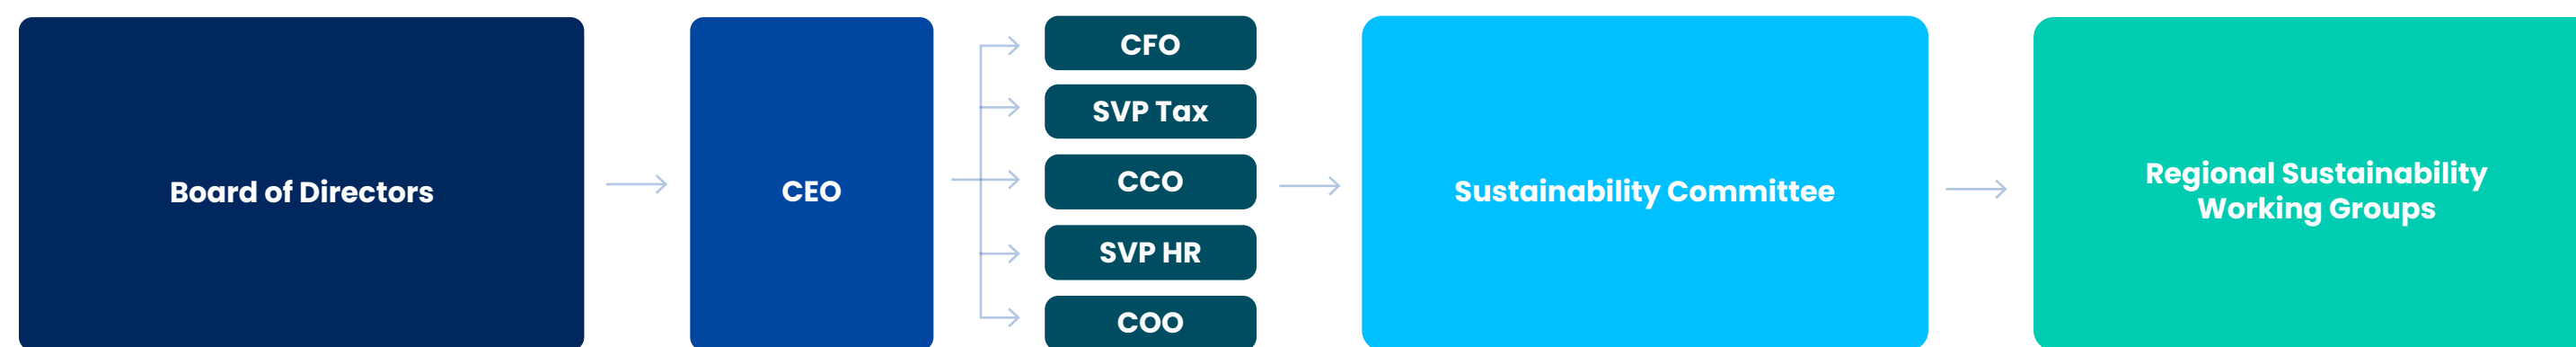 Board of Directors
CEO
CFO
SVP Tax
CCO
SVP HR
COO
Sustainability Committee
Regional Sustainability
Working Groups